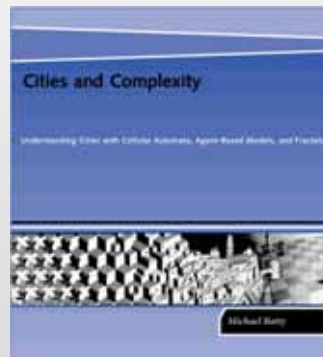 Cities and Complexity
Understanding Cities with Cellular Automata, Agent-Based Models, and Fractals
Michael Batty